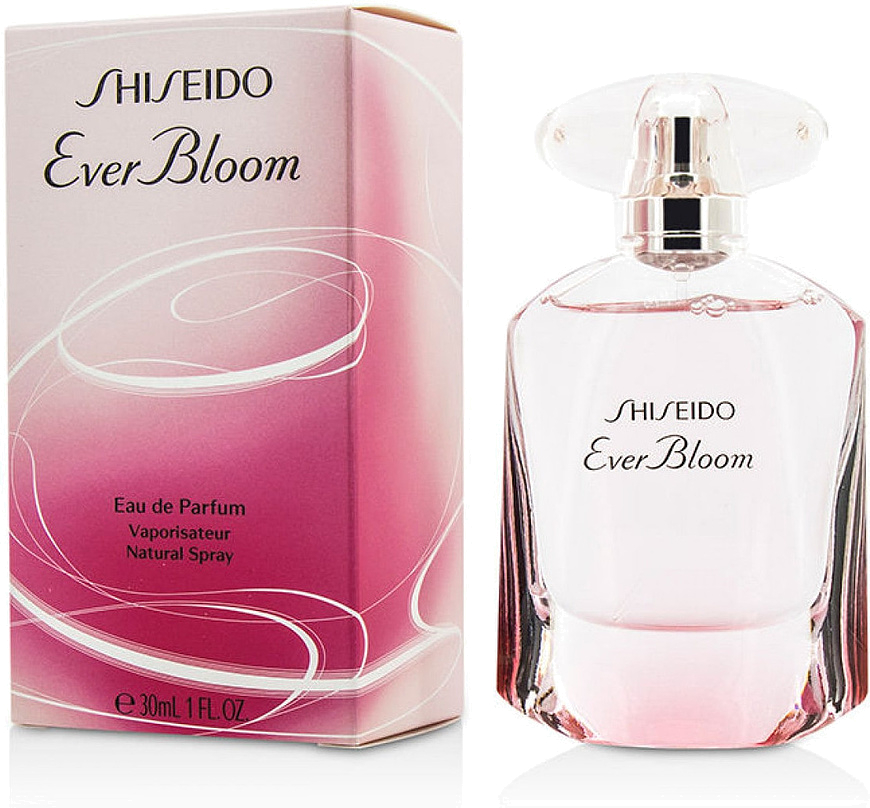 SHISEIDO
Ever Bloom
Eau de Parfum
Vaporisateur
Natural Spray
℮ 30mL 1 FL.OZ.
SHISEIDO
Ever Bloom